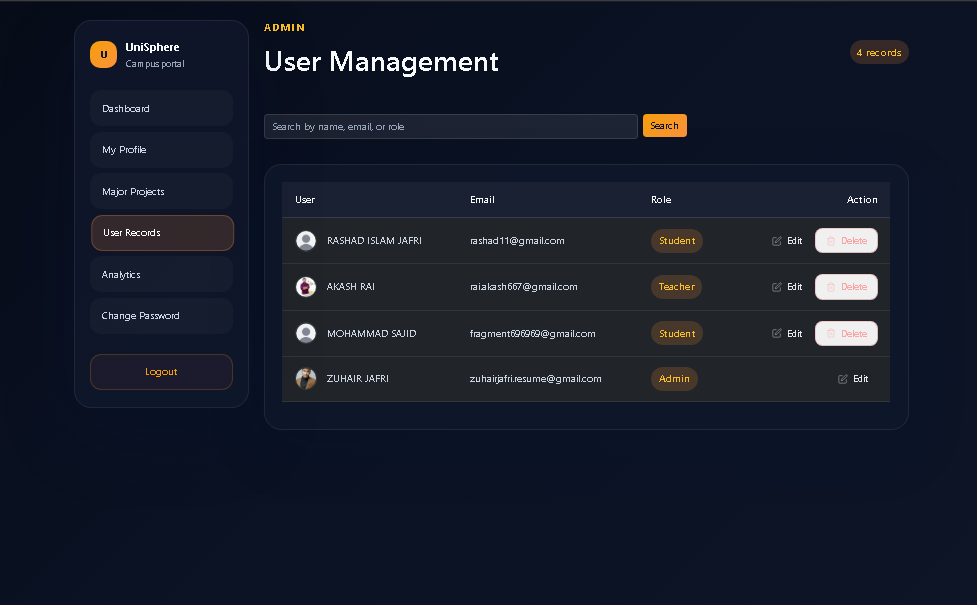 U
UniSphere
Campus portal
Dashboard
My Profile
Major Projects
User Records
Analytics
Change Password
Logout
ADMIN
User Management
4 records
Search by name, email, or role
Search
User Email Role Action
RASHAD ISLAM JAFRI rashad11@gmail.com Student Edit Delete
AKASH RAI rai.akash667@gmail.com Teacher Edit Delete
MOHAMMAD SAJID fragment696969@gmail.com Student Edit Delete
ZUHAIR JAFRI zuhairjafri.resume@gmail.com Admin Edit